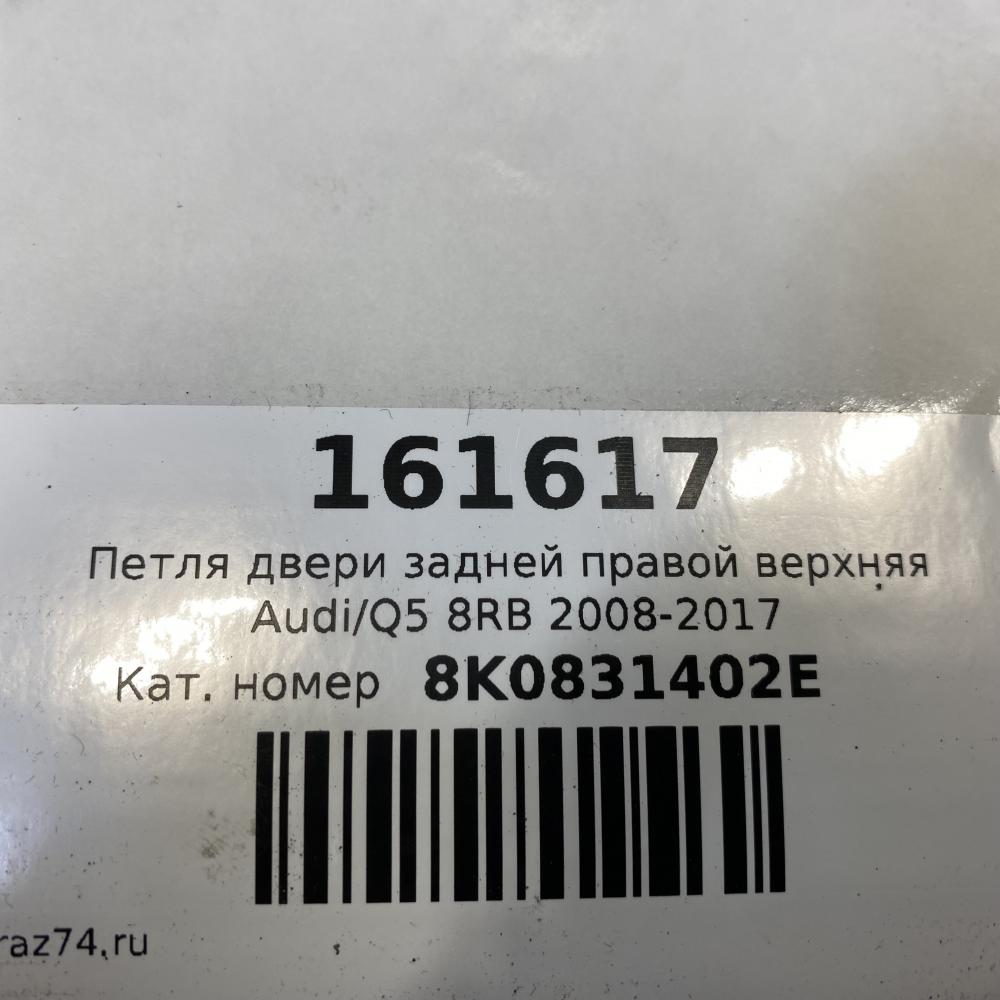 161617
Петля двери задней правой верхняя
Audi/Q5 8RB 2008-2017
Кат. номер 8K0831402E
raz74.ru